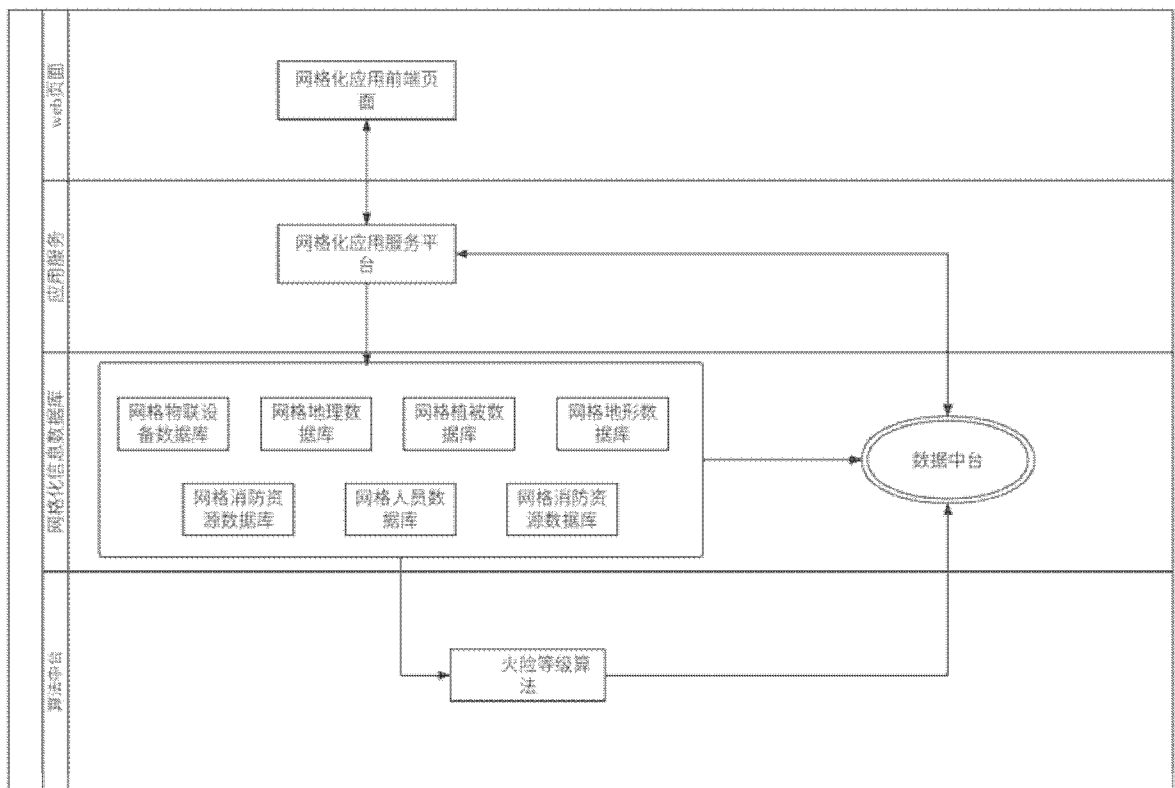 web页面
网格化应用前端页
面
应用服务
网格化应用服务平
台
网格化信息数据库
网格物联设
备数据库
网格地理数
据库
网格植被数
据库
网格地形数
据库
网格消防资
源数据库
网格人员数
据库
网格消防资
源数据库
数据中台
算法中台
火险等级算
法